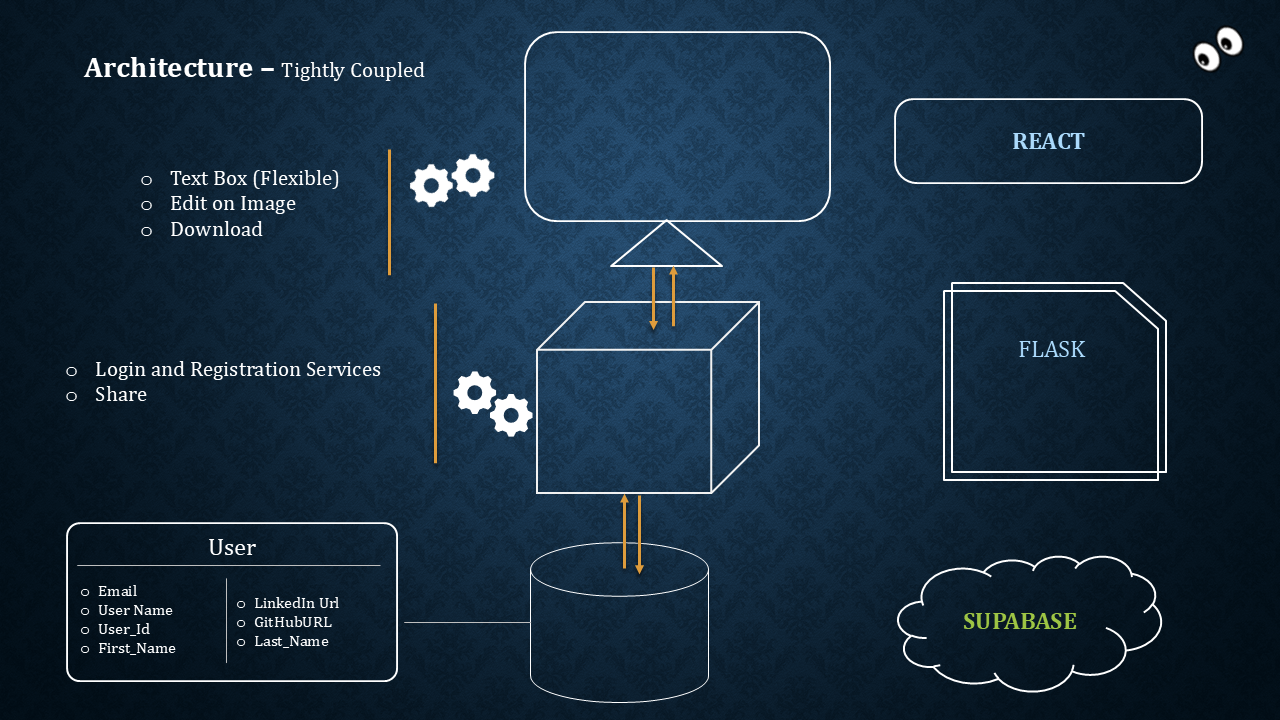 Architecture – Tightly Coupled
REACT
Text Box (Flexible)
Edit on Image
Download
FLASK
Login and Registration Services
Share
User
Email
User Name
User_Id
First_Name
LinkedIn Url
GitHubURL
Last_Name
SUPABASE